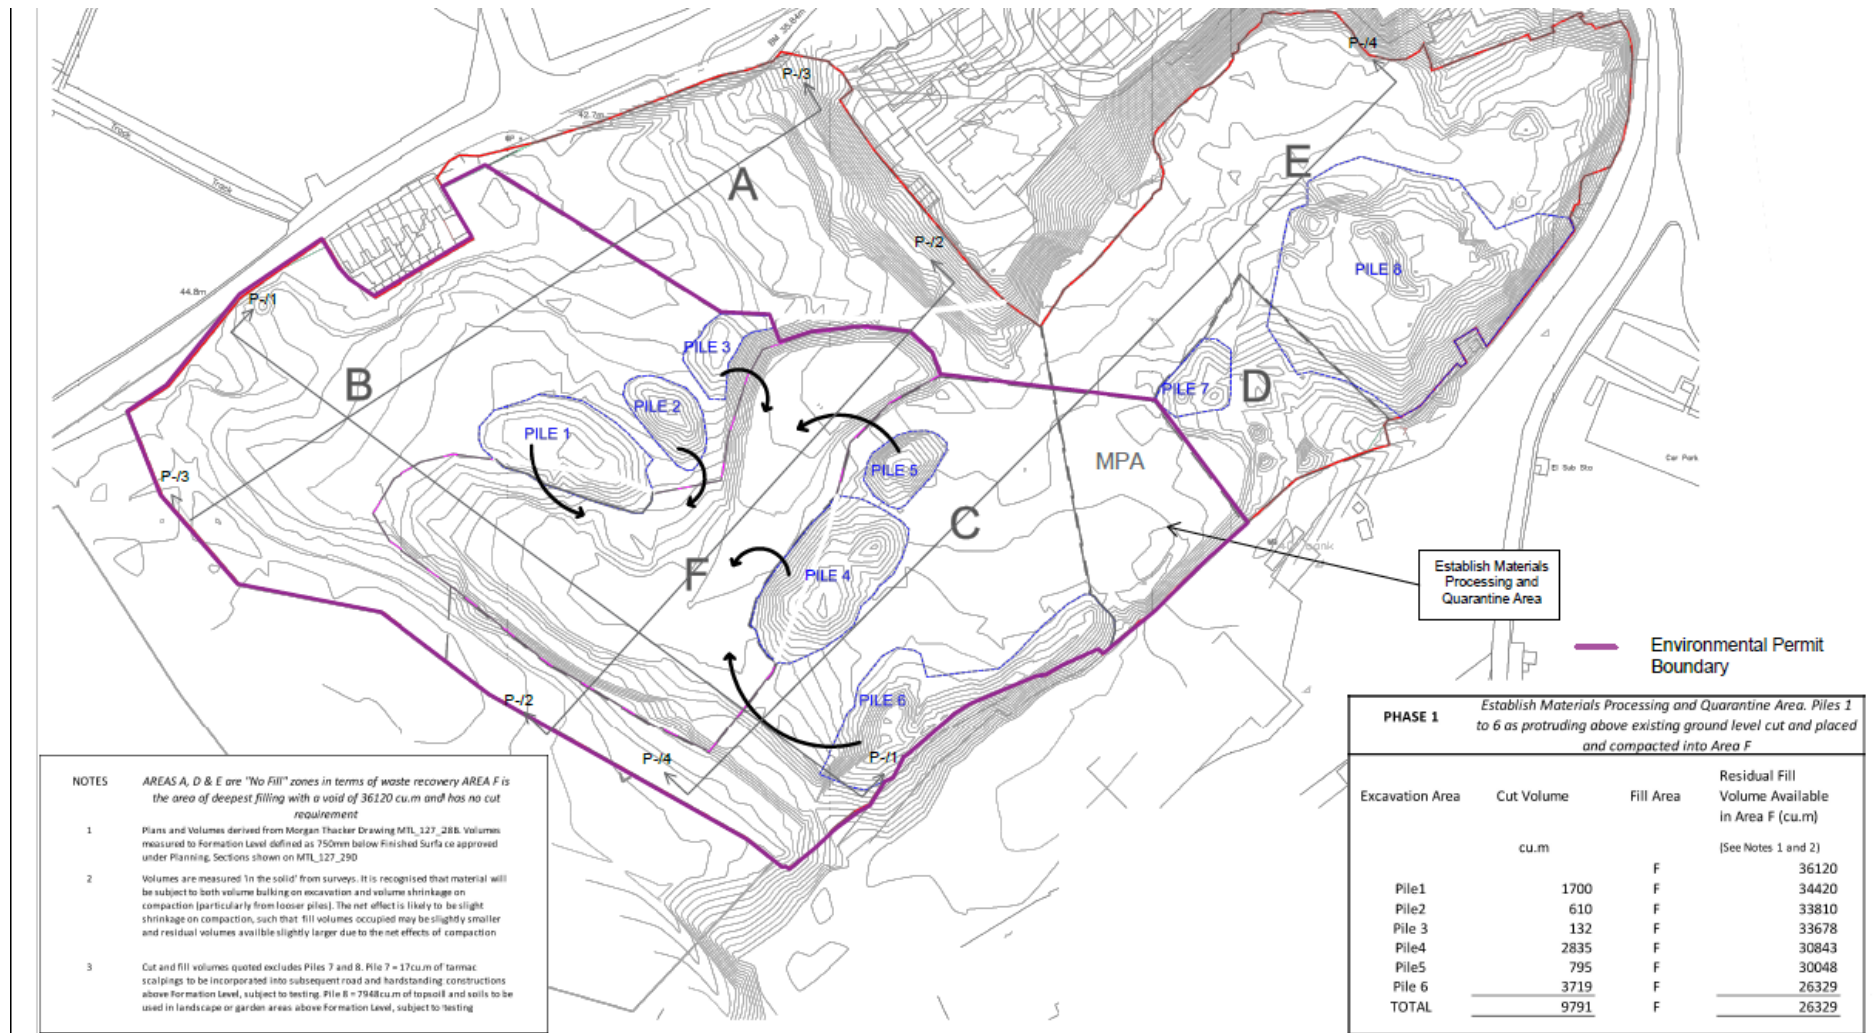 BM 35.84m
P-/4
P-/3
42.7m
Track
A
E
Track
P-/2
PILE 8
44.8m
P-/1
PILE 3
B
PILE 7
D
PILE 2
PILE 1
MPA
El Sub Sta
Car Park
PILE 5
P-/3
C
F
PILE 4
Establish Materials
Processing and
Quarantine Area
Environmental Permit
Boundary
P-/2
PILE 6
P-/4
P-/1
NOTES
AREAS A, D & E are "No Fill" zones in terms of waste recovery AREA F is
the area of deepest filling with a void of 36120 cu.m and has no cut
requirement
1
Plans and Volumes derived from Morgan Thacker Drawing MTL_127_28B. Volumes
measured to Formation Level defined as 750mm below Finished Surface approved
under Planning. Sections shown on MTL_127_29D
2
Volumes are measured 'in the solid' from surveys. It is recognised that material will
be subject to both volume bulking on excavation and volume shrinkage on
compaction (particularly from looser piles). The net effect is likely to be slight
shrinkage on compaction, such that fill volumes occupied may be slightly smaller
and residual volumes availble slightly larger due to the net effects of compaction
3
Cut and fill volumes quoted excludes Piles 7 and 8. Pile 7 = 17cu.m of tarmac
scalpings to be incorporated into subsequent road and hardstanding constructions
above Formation Level, subject to testing. Pile 8 = 7948cu.m of topsoil and soils to be
used in landscape or garden areas above Formation Level, subject to testing
PHASE 1
Establish Materials Processing and Quarantine Area. Piles 1
to 6 as protruding above existing ground level cut and placed
and compacted into Area F
Excavation Area Cut Volume Fill Area Residual Fill
Volume Available
in Area F (cu.m)
cu.m (See Notes 1 and 2)
F 36120
Pile1 1700 F 34420
Pile2 610 F 33810
Pile 3 132 F 33678
Pile4 2835 F 30843
Pile5 795 F 30048
Pile 6 3719 F 26329
TOTAL 9791 F 26329